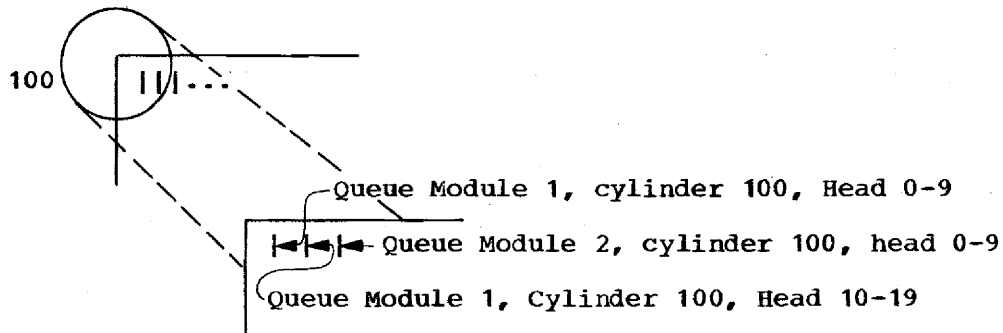 100
|||...
Queue Module 1, cylinder 100, Head 0-9
Queue Module 2, cylinder 100, head 0-9
Queue Module 1, Cylinder 100, Head 10-19